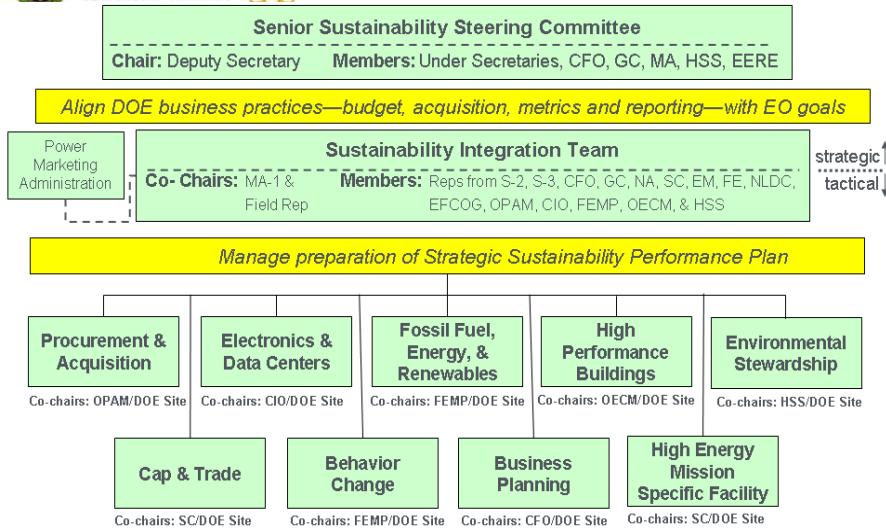 Senior Sustainability Steering Committee
Chair: Deputy Secretary Members: Under Secretaries, CFO, GC, MA, HSS, EERE
Align DOE business practices—budget, acquisition, metrics and reporting—with EO goals
Power
Marketing
Administration
Sustainability Integration Team
Co- Chairs: MA-1 &
Field Rep
Members: Reps from S-2, S-3, CFO, GC, NA, SC, EM, FE, NLDC,
EFCOG, OPAM, CIO, FEMP, OECM, & HSS
strategic
tactical
Manage preparation of Strategic Sustainability Performance Plan
Procurement &
Acquisition
Co-chairs: OPAM/DOE Site
Electronics &
Data Centers
Co-chairs: CIO/DOE Site
Fossil Fuel,
Energy, &
Renewables
Co-chairs: FEMP/DOE Site
High
Performance
Buildings
Co-chairs: OECM/DOE Site
Environmental
Stewardship
Co-chairs: HSS/DOE Site
Cap & Trade
Co-chairs: SC/DOE Site
Behavior
Change
Co-chairs: FEMP/DOE Site
Business
Planning
Co-chairs: CFO/DOE Site
High Energy
Mission
Specific Facility
Co-chairs: SC/DOE Site